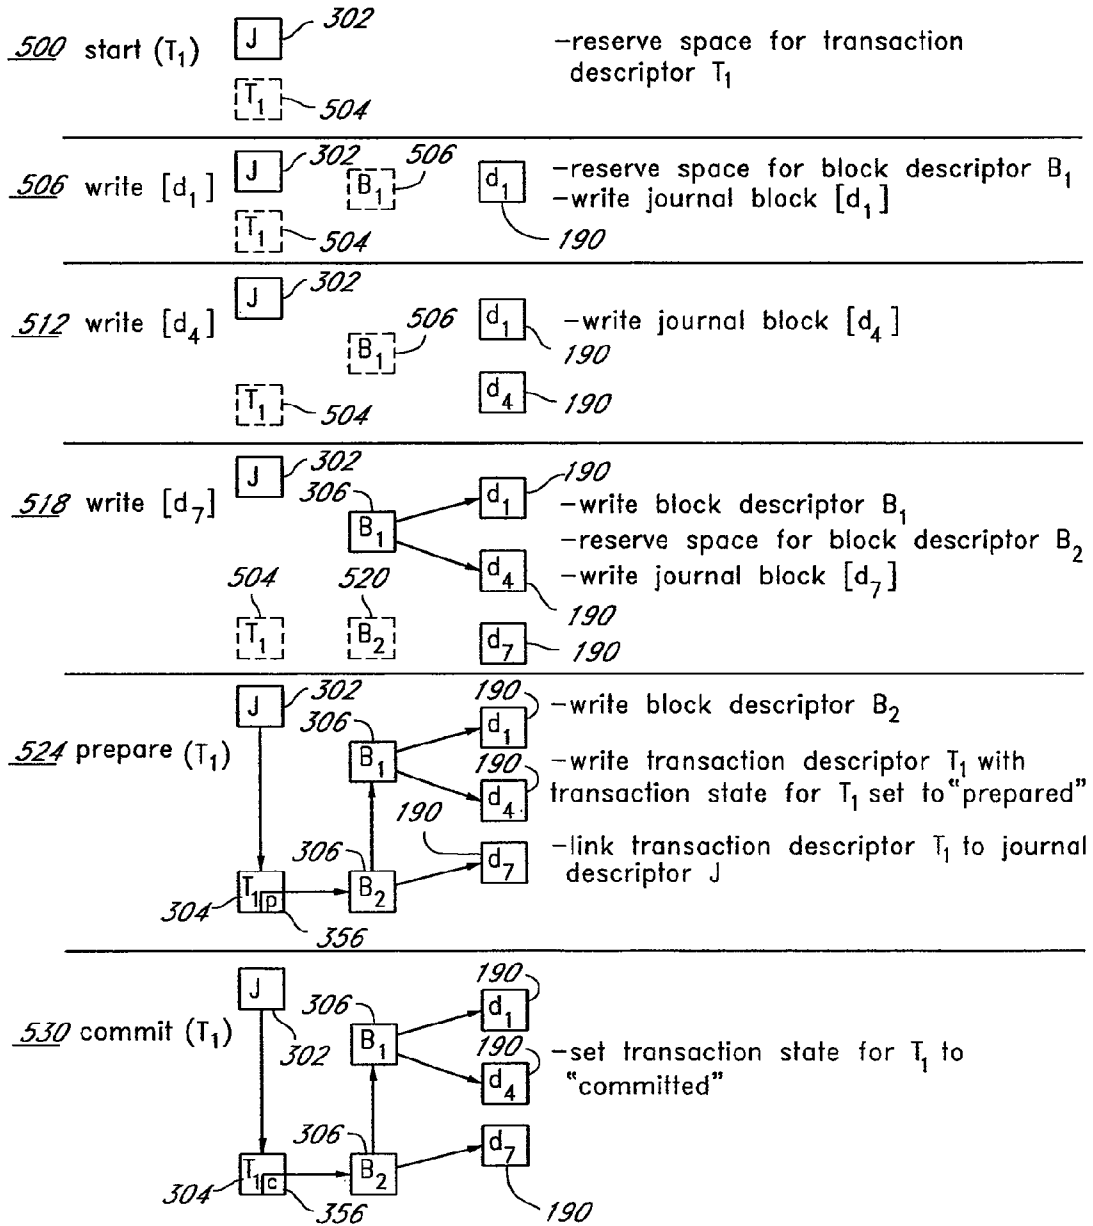 302
500 start (T1) J -reserve space for transaction
descriptor T1
T1 504
302 506
506 write [d1] J B1 d1 -reserve space for block descriptor B1
-write journal block [d1]
T1 504 190
302
J
512 write [d4] 506 d1 -write journal block [d4]
B1 190
T1 504 d4 190
J 302 190
518 write [d7] 306 d1 -write block descriptor B1
B1 -reserve space for block descriptor B2
504 520 d4 -write journal block [d7]
190
T1 B2 d7 190
J 302 190
306 d1 -write block descriptor B2
524 prepare (T1) B1 190 -write transaction descriptor T1 with
d4 transaction state for T1 set to "prepared"
190
306 d7 -link transaction descriptor T1 to journal
descriptor J
304 T1 p B2
356
J 190
306 d1
530 commit (T1) 302 B1 190 -set transaction state for T1 to
d4 "committed"
306 d7
304 T1 c B2
356 190